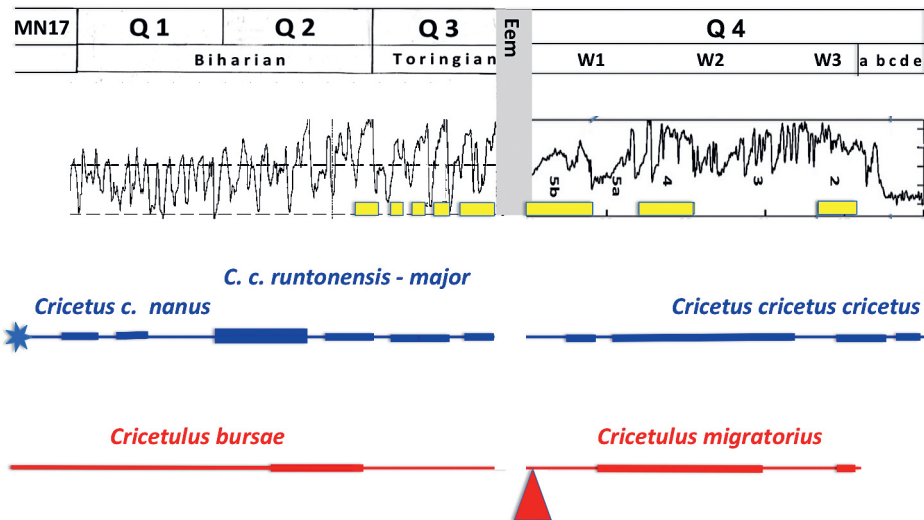 MN17 Q 1 Q 2 Q 3 Eem Q 4
Biharian Toringian W1 W2 W3 a b c d e
5b 5a 4 3 2
C. c. runtonensis - major
Cricetus c. nanus Cricetus cricetus cricetus
Cricetulus bursae Cricetulus migratorius